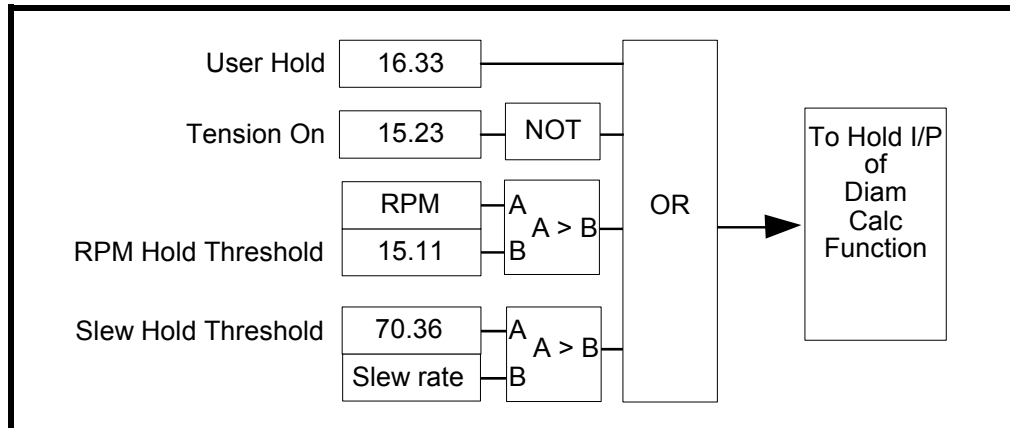 User Hold
16.33
Tension On
15.23
NOT
RPM
A
A > B
RPM Hold Threshold
15.11
B
Slew Hold Threshold
70.36
A
A > B
Slew rate
B
OR
To Hold I/P
of
Diam
Calc
Function